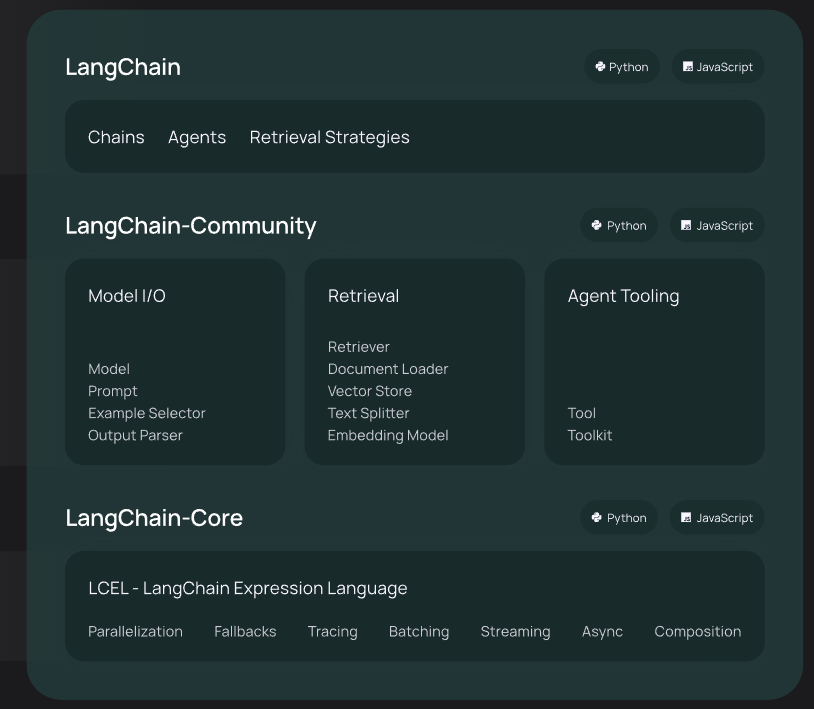 LangChain
Python JavaScript
Chains Agents Retrieval Strategies
LangChain-Community
Python JavaScript
Model I/O
Model
Prompt
Example Selector
Output Parser
Retrieval
Retriever
Document Loader
Vector Store
Text Splitter
Embedding Model
Agent Tooling
Tool
Toolkit
LangChain-Core
Python JavaScript
LCEL - LangChain Expression Language
Parallelization Fallbacks Tracing Batching Streaming Async Composition